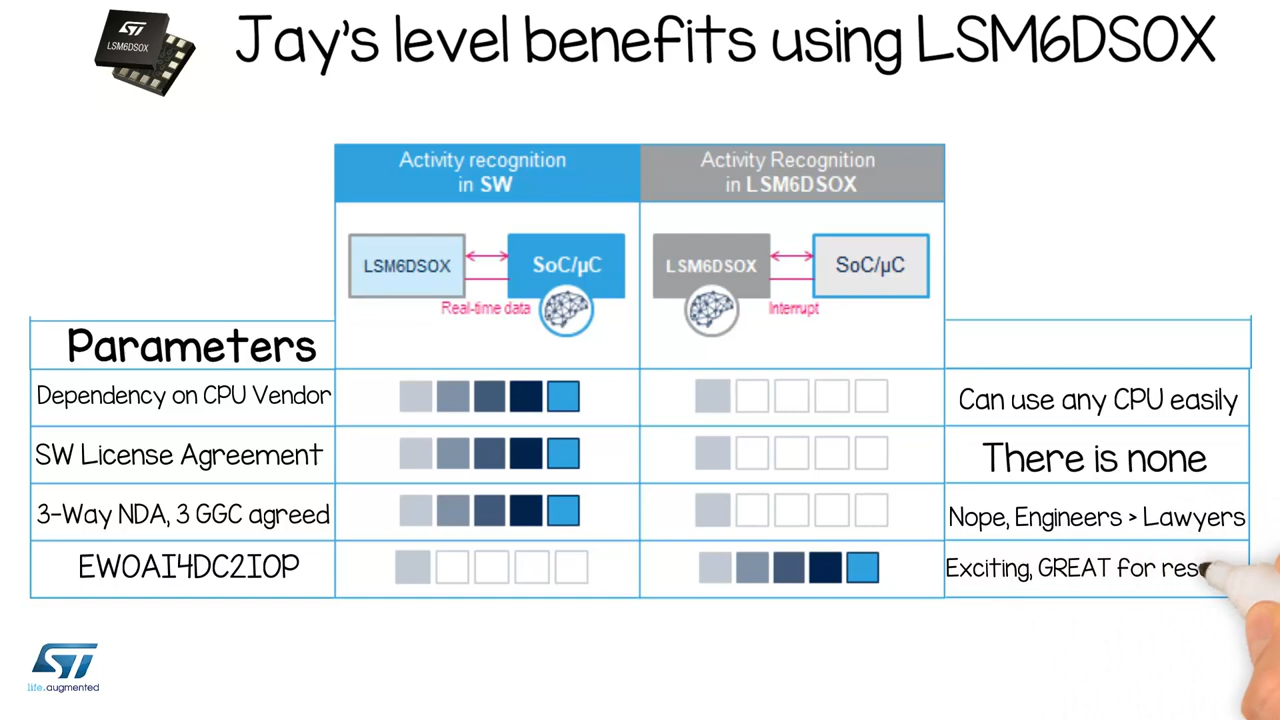 ST
LSM6DSOX
Jay's level benefits using LSM6DSOX
Activity recognition
in SW
Activity Recognition
in LSM6DSOX
LSM6DSOX
SoC/µC
Real-time data
LSM6DSOX
SoC/µC
Interrupt
Parameters
Dependency on CPU Vendor
Can use any CPU easily
SW License Agreement
There is none
3-Way NDA, 3 GGC agreed
Nope, Engineers > Lawyers
EWOAI4DC2IOP
Exciting, GREAT for res
ST
life.augmented